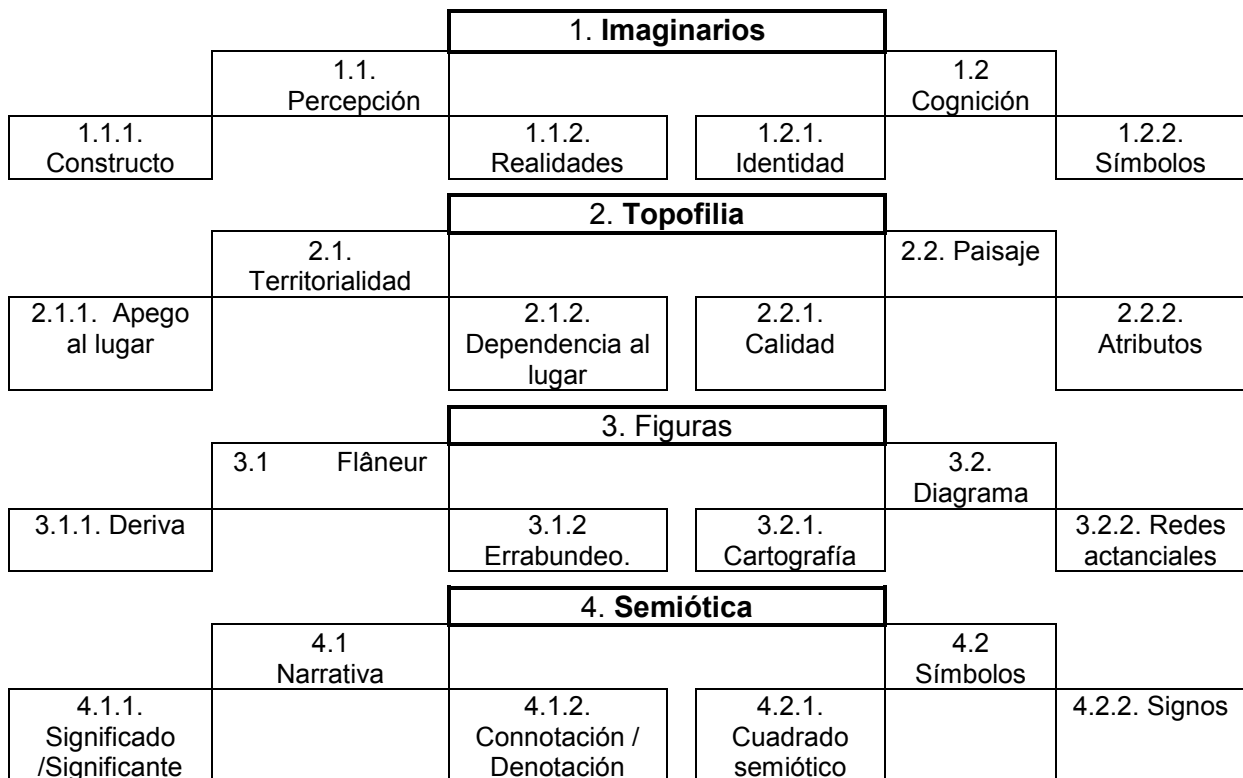 1. Imaginarios
1.1.
Percepción
1.2
Cognición
1.1.1.
Constructo
1.1.2.
Realidades
1.2.1.
Identidad
1.2.2.
Símbolos
2. Topofilia
2.1.
Territorialidad
2.2. Paisaje
2.1.1. Apego
al lugar
2.1.2.
Dependencia al
lugar
2.2.1.
Calidad
2.2.2.
Atributos
3. Figuras
3.1 Flâneur
3.2.
Diagrama
3.1.1. Deriva
3.1.2
Errabundeo.
3.2.1.
Cartografía
3.2.2. Redes
actanciales
4. Semiótica
4.1
Narrativa
4.2
Símbolos
4.1.1.
Significado
/Significante
4.1.2.
Connotación /
Denotación
4.2.1.
Cuadrado
semiótico
4.2.2. Signos